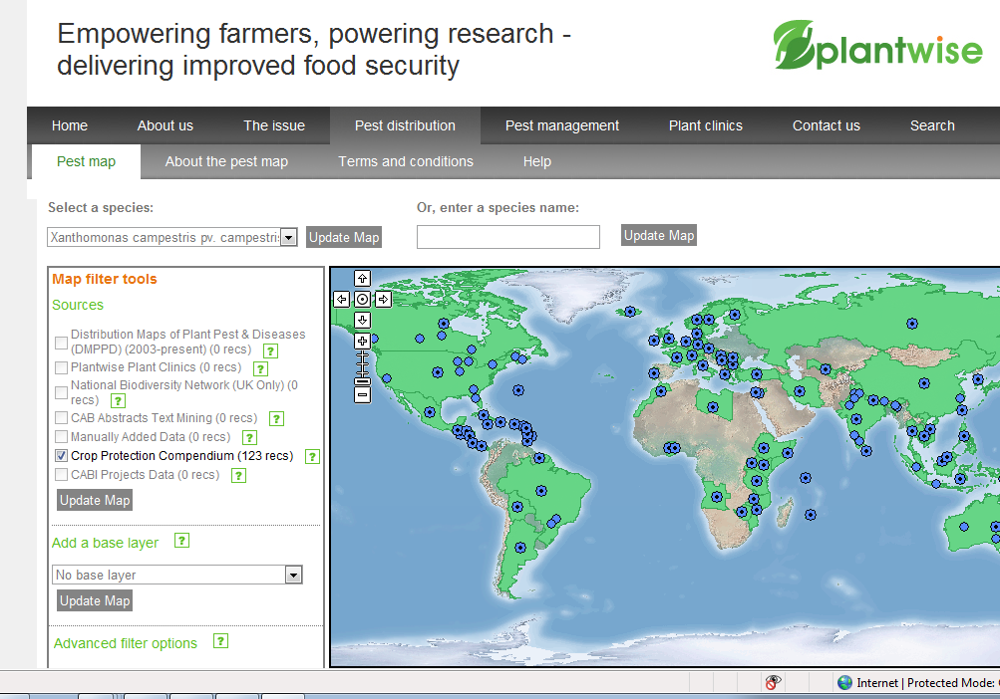 Empowering farmers, powering research -
delivering improved food security
plantwise
Home About us The issue Pest distribution Pest management Plant clinics Contact us Search
Pest map About the pest map Terms and conditions Help
Select a species: Or, enter a species name:
Xanthomonas campestris pv. campestris Update Map Update Map
Map filter tools
Sources
Distribution Maps of Plant Pest & Diseases
(DMPPD) (2003-present) (0 recs) ?
Plantwise Plant Clinics (0 recs) ?
National Biodiversity Network (UK Only) (0
recs) ?
CAB Abstracts Text Mining (0 recs) ?
Manually Added Data (0 recs) ?
Crop Protection Compendium (123 recs) ?
CABI Projects Data (0 recs) ?
Update Map
Add a base layer ?
No base layer
Update Map
Advanced filter options ?
Internet | Protected Mode: